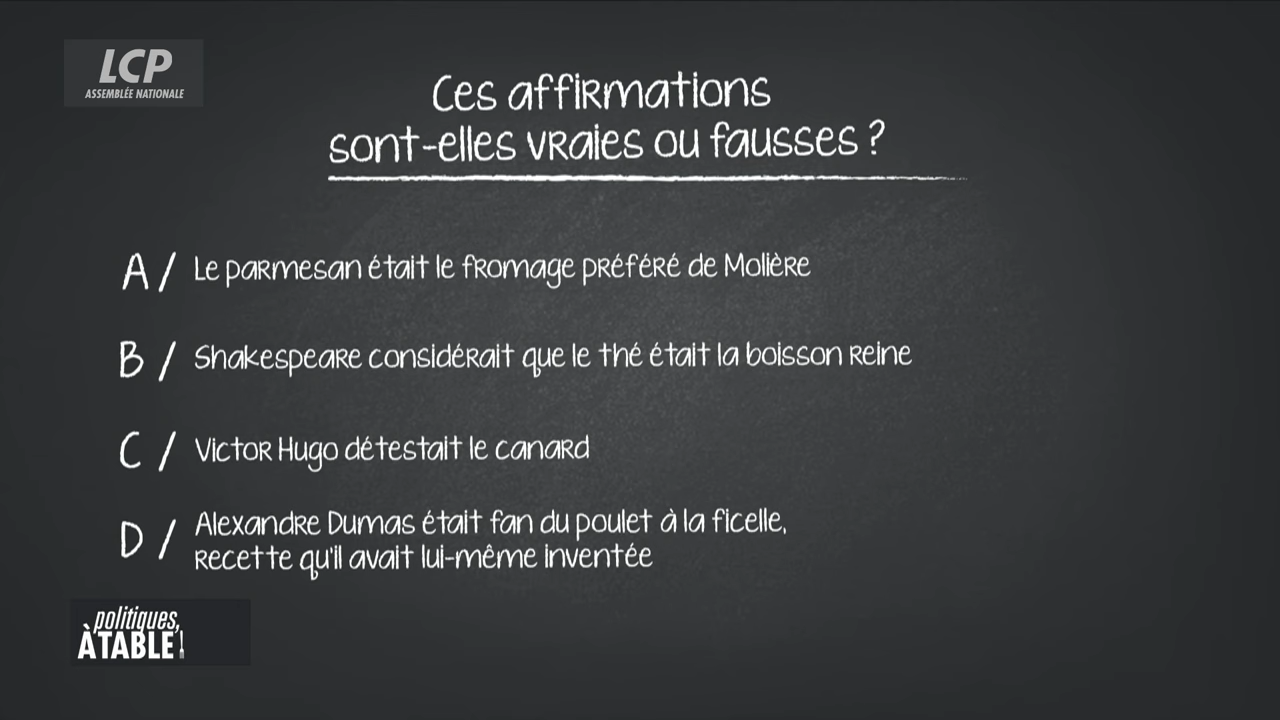 LCP
ASSEMBLÉE NATIONALE
Ces affirmations
sont-elles vraies ou fausses ?
A / Le parmesan était le fromage préféré de Molière
B / Shakespeare considérait que le thé était la boisson reine
C / Victor Hugo détestait le canard
D / Alexandre Dumas était fan du poulet à la ficelle,
recette qu'il avait lui-même inventée
politiques,
À TABLE !